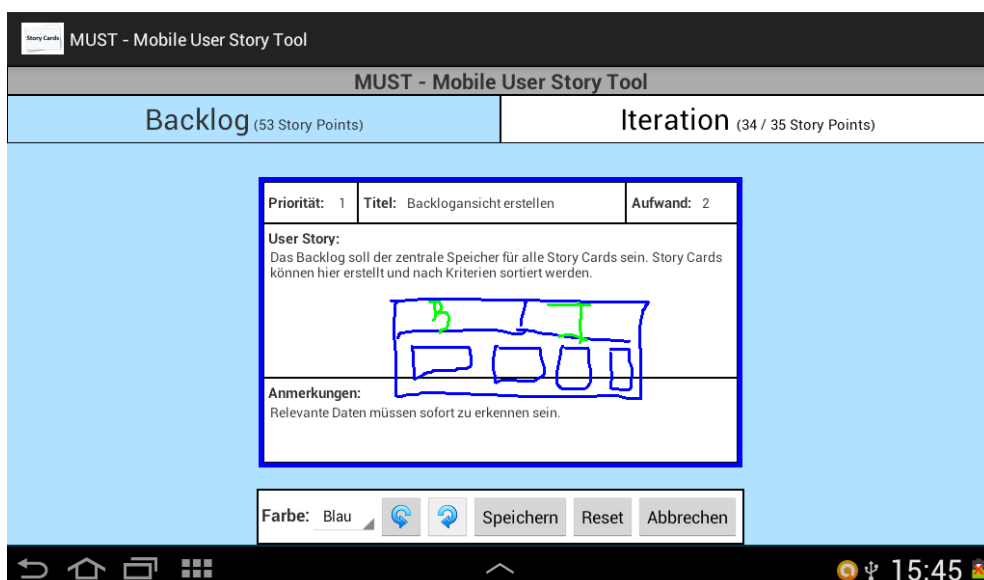 Story Cards MUST - Mobile User Story Tool
MUST - Mobile User Story Tool
Backlog (53 Story Points) Iteration (34 / 35 Story Points)
Priorität: 1 Titel: Backlogansicht erstellen Aufwand: 2
User Story:
Das Backlog soll der zentrale Speicher für alle Story Cards sein. Story Cards
können hier erstellt und nach Kriterien sortiert werden.
B I
Anmerkungen:
Relevante Daten müssen sofort zu erkennen sein.
Farbe: Blau Speichern Reset Abbrechen
15:45